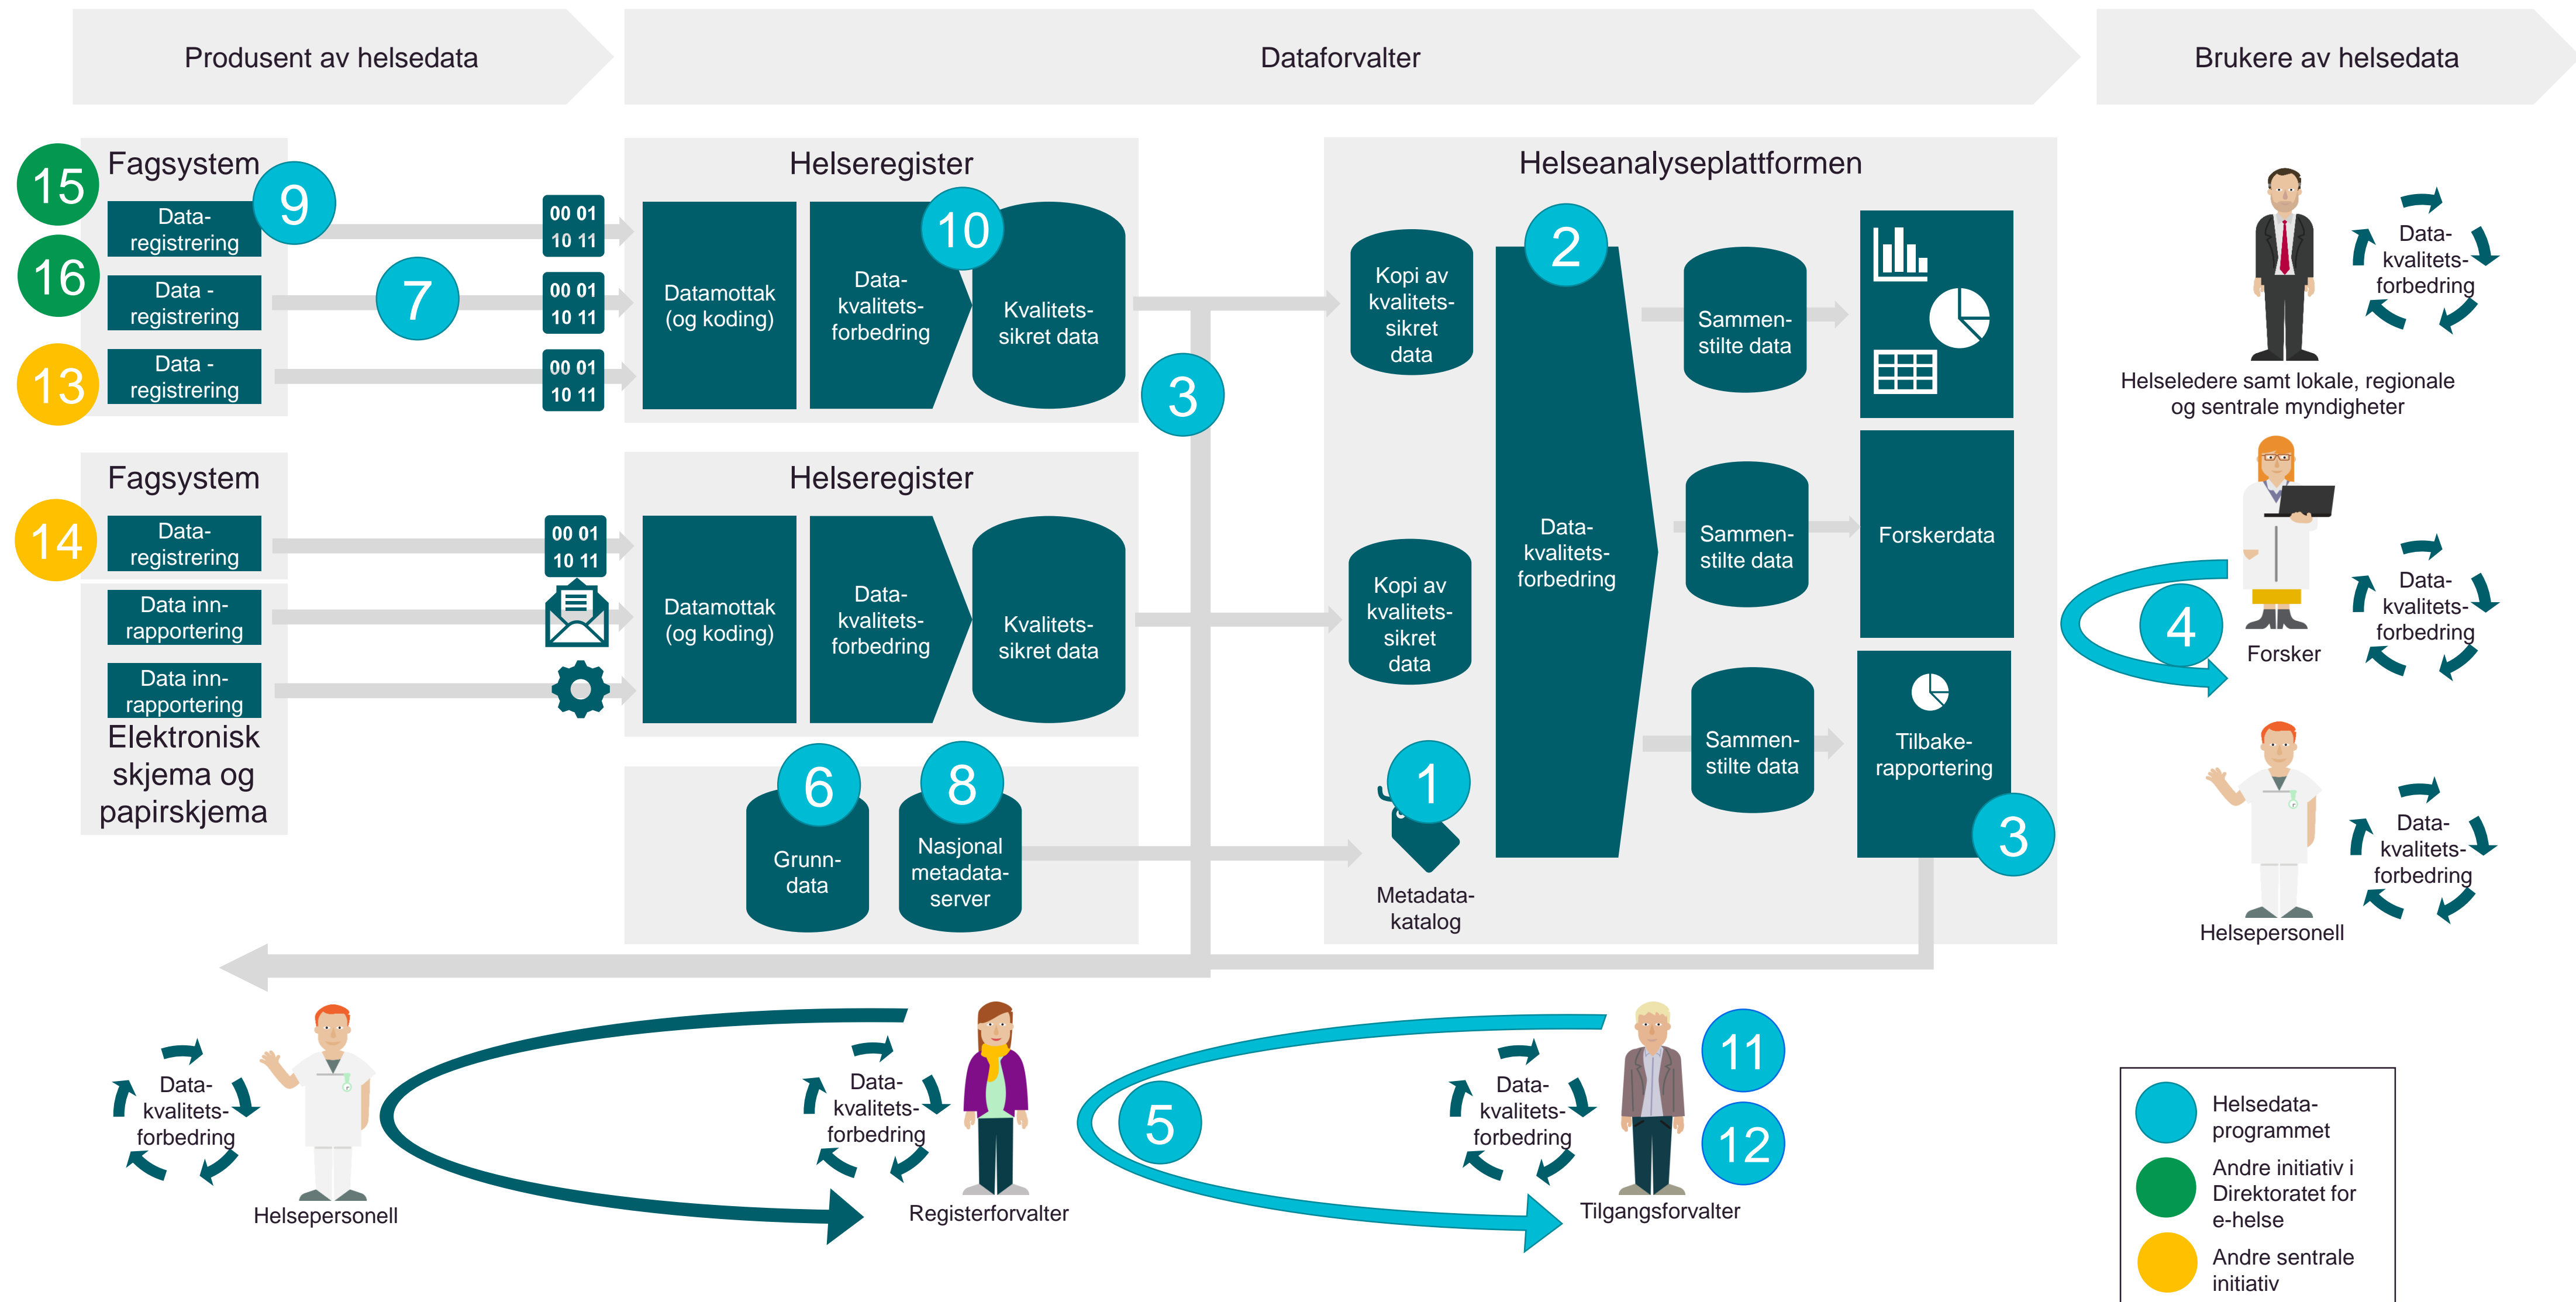 Produsent av helsedata
Dataforvalter
Brukere av helsedata
15
16
13
Fagsystem
9
Data-
registrering
Data -
registrering
Data -
registrering
7
00 01
10 11
00 01
10 11
00 01
10 11
Helseregister
Datamottak
(og koding)
Data-
kvalitets-
forbedring
10
Kvalitets-
sikret data
3
14
Fagsystem
Data-
registrering
Data inn-
rapportering
Data inn-
rapportering
Elektronisk
skjema og
papirskjema
00 01
10 11
Helseregister
Datamottak
(og koding)
Data-
kvalitets-
forbedring
Kvalitets-
sikret data
6
Grunn-
data
8
Nasjonal
metadata-
server
Helseanalyseplattformen
Kopi av
kvalitets-
sikret
data
Kopi av
kvalitets-
sikret
data
1
Metadata-
katalog
2
Data-
kvalitets-
forbedring
Sammen-
stilte data
Sammen-
stilte data
Forskerdata
Sammen-
stilte data
Tilbake-
rapportering
3
Data-
kvalitets-
forbedring
Helseledere samt lokale, regionale
og sentrale myndigheter
4
Forsker
Data-
kvalitets-
forbedring
Helsepersonell
Data-
kvalitets-
forbedring
Data-
kvalitets-
forbedring
Helsepersonell
Data-
kvalitets-
forbedring
Registerforvalter
5
Data-
kvalitets-
forbedring
Tilgangsforvalter
11
12
Helsedata-
programmet
Andre initiativ i
Direktoratet for
e-helse
Andre sentrale
initiativ